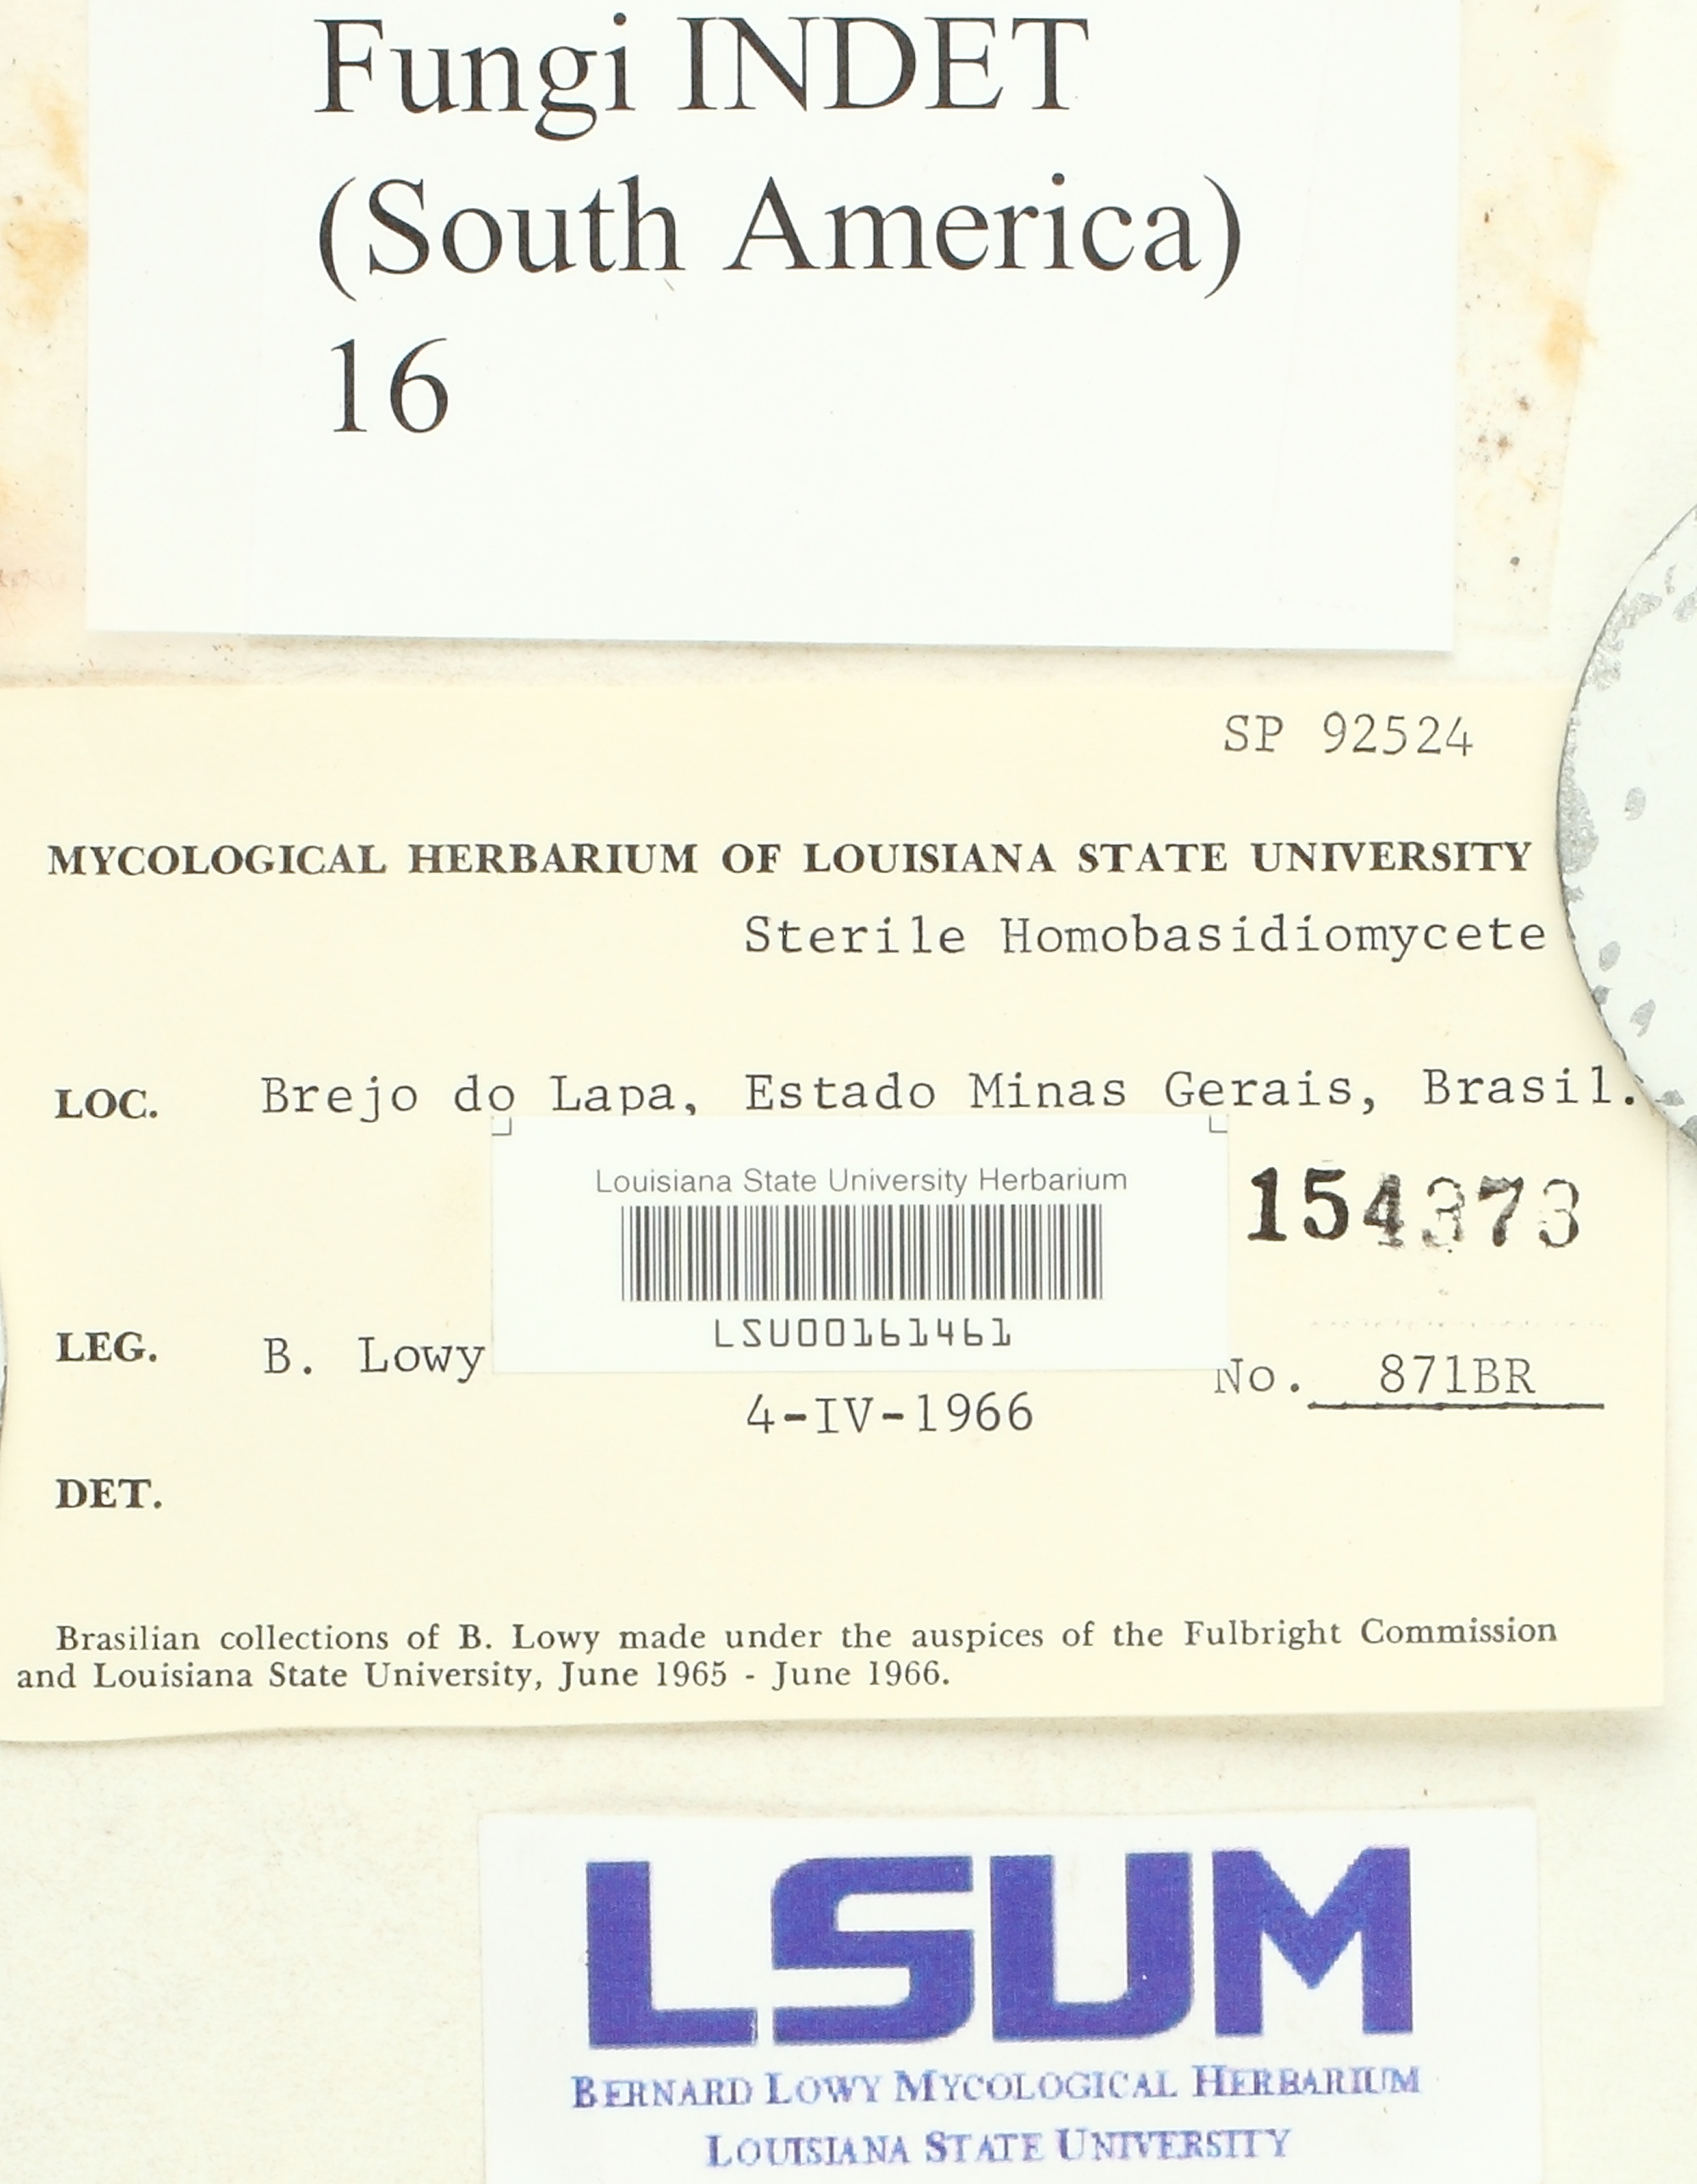 Fungi INDET
(South America)
16
SP 92524
MYCOLOGICAL HERBARIUM OF LOUISIANA STATE UNIVERSITY
Sterile Homobasidiomycete
LOC. Brejo do Lapa, Estado Minas Gerais, Brasil.
Louisiana State University Herbarium
154373
LSU00161461
LEG. B. Lowy
No. 871BR
4-IV-1966
DET.
Brasilian collections of B. Lowy made under the auspices of the Fulbright Commission
and Louisiana State University, June 1965 - June 1966.
LSUM
BERNARD LOWY MYCOLOGICAL HERBARIUM
LOUISIANA STATE UNIVERSITY